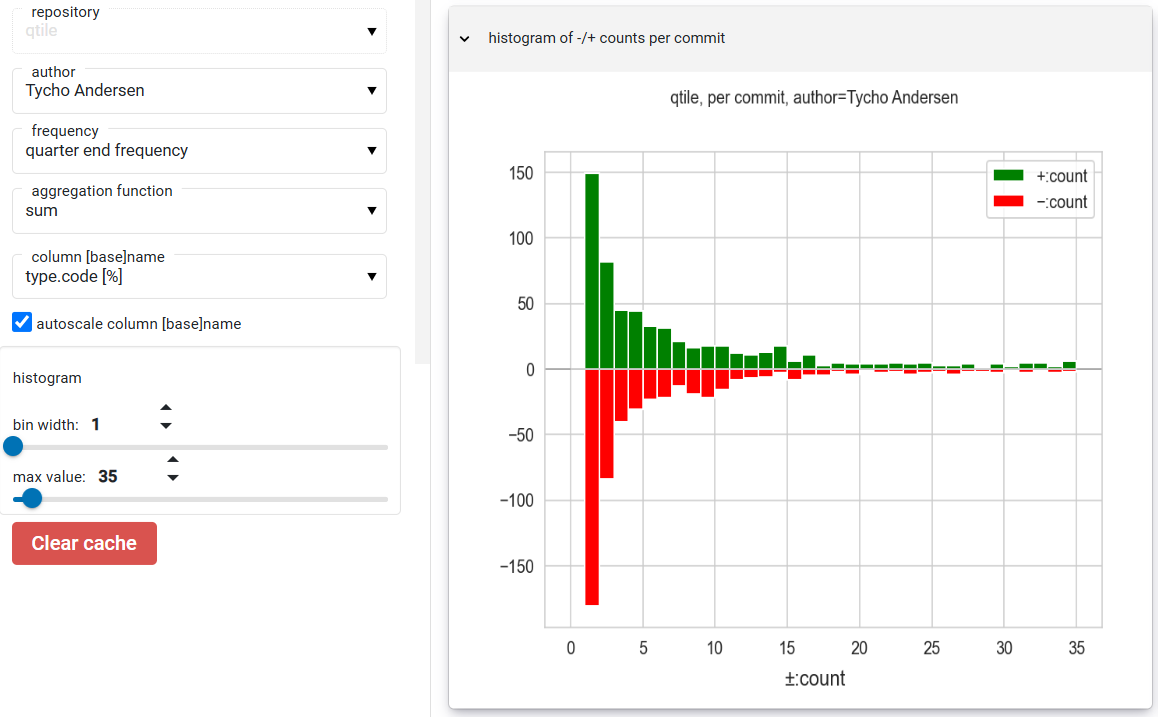 repository
qtile
author
Tycho Andersen
frequency
quarter end frequency
aggregation function
sum
column [base]name
type.code [%]
autoscale column [base]name
histogram
bin width: 1
max value: 35
Clear cache
histogram of -/+ counts per commit
qtile, per commit, author=Tycho Andersen
+:count
−:count
150
100
50
0
−50
−100
−150
0 5 10 15 20 25 30 35
±:count